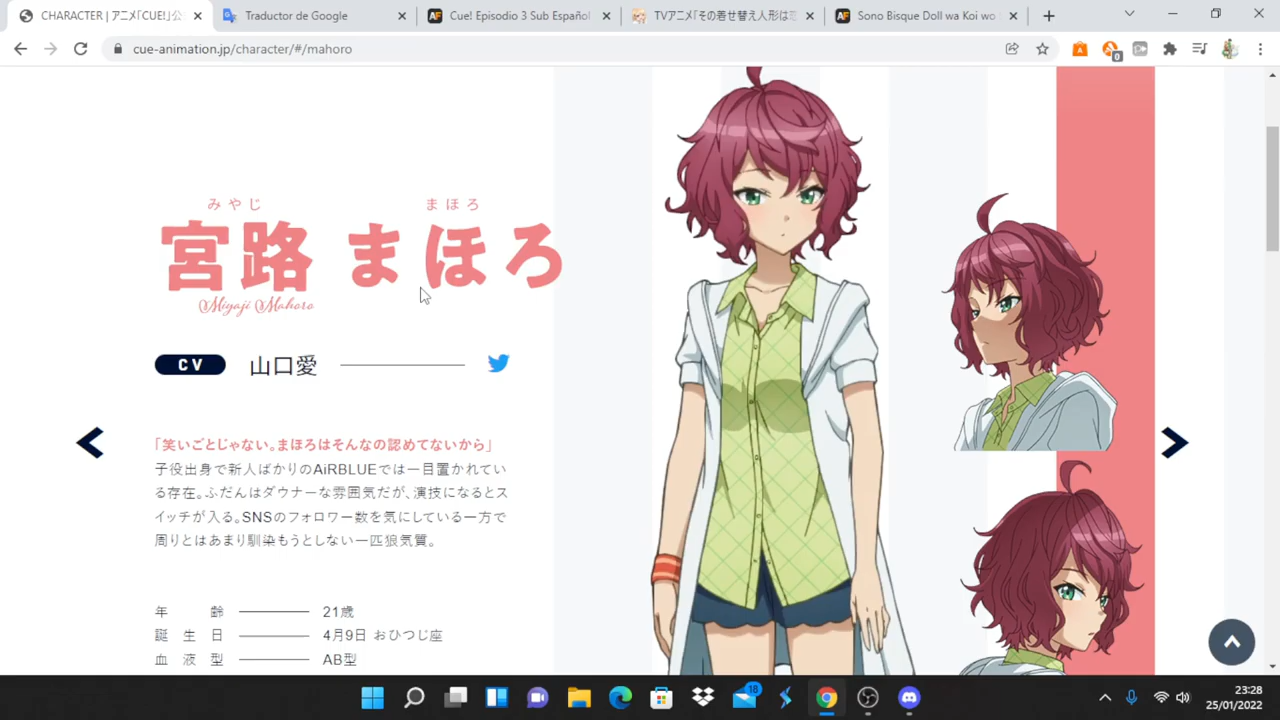 CHARACTER | アニメ「CUE!」公
Traductor de Google
Cue! Episodio 3 Sub Español
TVアニメ「その着せ替え人形は恋
Sono Bisque Doll wa Koi wo
cue-animation.jp/character/#/mahoro
0
みやじ まほろ
宮路 まほろ
Miyaji Mahoro
CV 山口愛
「笑いごとじゃない。まほろはそんなの認めてないから」
子役出身で新人ばかりのAiRBLUEでは一目置かれてい
る存在。ふだんはダウナーな雰囲気だが、演技になるとス
イッチが入る。SNSのフォロワー数を気にしている一方で
周りとはあまり馴染もうとしない一匹狼気質。
年齢 21歳
誕生日 4月9日 おひつじ座
血液型 AB型
18
23:28
25/01/2022